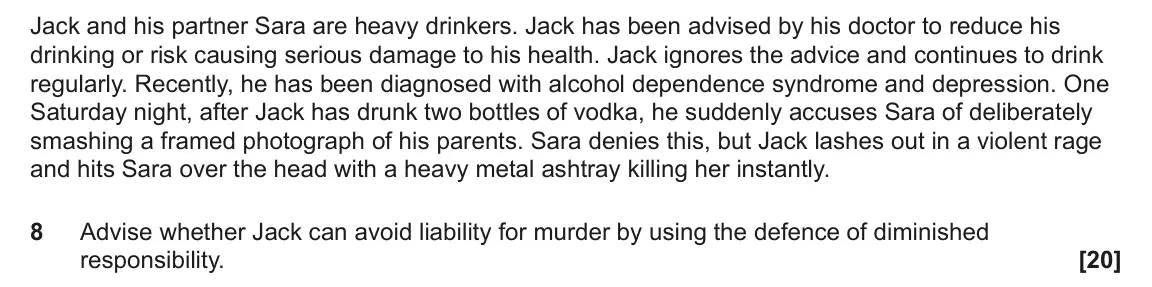 Jack and his partner Sara are heavy drinkers. Jack has been advised by his doctor to reduce his
drinking or risk causing serious damage to his health. Jack ignores the advice and continues to drink
regularly. Recently, he has been diagnosed with alcohol dependence syndrome and depression. One
Saturday night, after Jack has drunk two bottles of vodka, he suddenly accuses Sara of deliberately
smashing a framed photograph of his parents. Sara denies this, but Jack lashes out in a violent rage
and hits Sara over the head with a heavy metal ashtray killing her instantly.
8 Advise whether Jack can avoid liability for murder by using the defence of diminished
responsibility. [20]